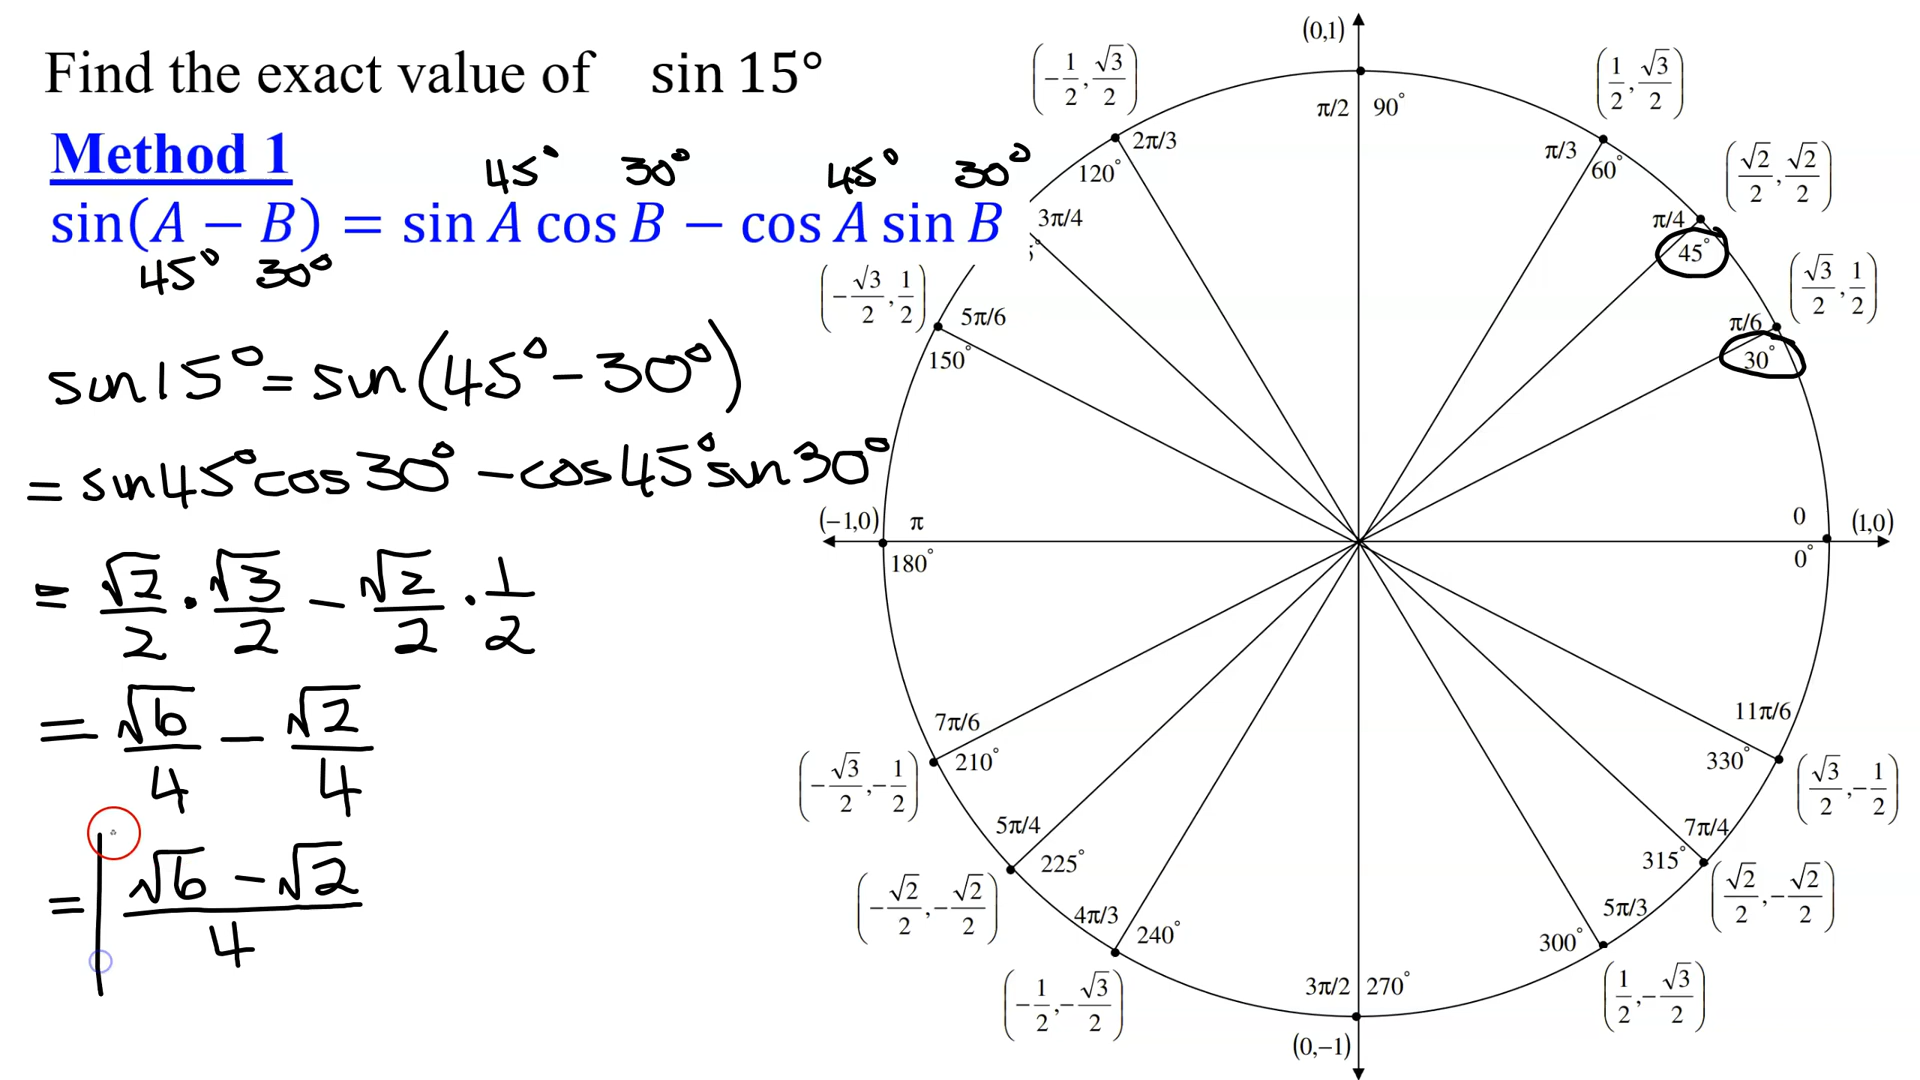 Find the exact value of sin 15°
Method 1
45° 30° 45° 30°
sin(A − B) = sin A cos B − cos A sin B
45° 30°
sin 15° = sin(45° − 30°)
= sin 45° cos 30° − cos 45° sin 30°
= √2/2 · √3/2 − √2/2 · 1/2
= √6/4 − √2/4
= √6 − √2 / 4
(0,1)
π/2 90°
(1/2, √3/2)
π/3 60°
(√2/2, √2/2)
π/4 45°
(√3/2, 1/2)
π/6 30°
0 (1,0)
0°
(−1/2, √3/2)
2π/3
120°
3π/4
(−√3/2, 1/2)
5π/6
150°
(−1,0) π
180°
7π/6
210°
(−√3/2, −1/2)
5π/4
225°
(−√2/2, −√2/2)
4π/3
240°
(−1/2, −√3/2)
3π/2 270°
(0,−1)
5π/3
300°
(1/2, −√3/2)
7π/4
315°
(√2/2, −√2/2)
11π/6
330°
(√3/2, −1/2)